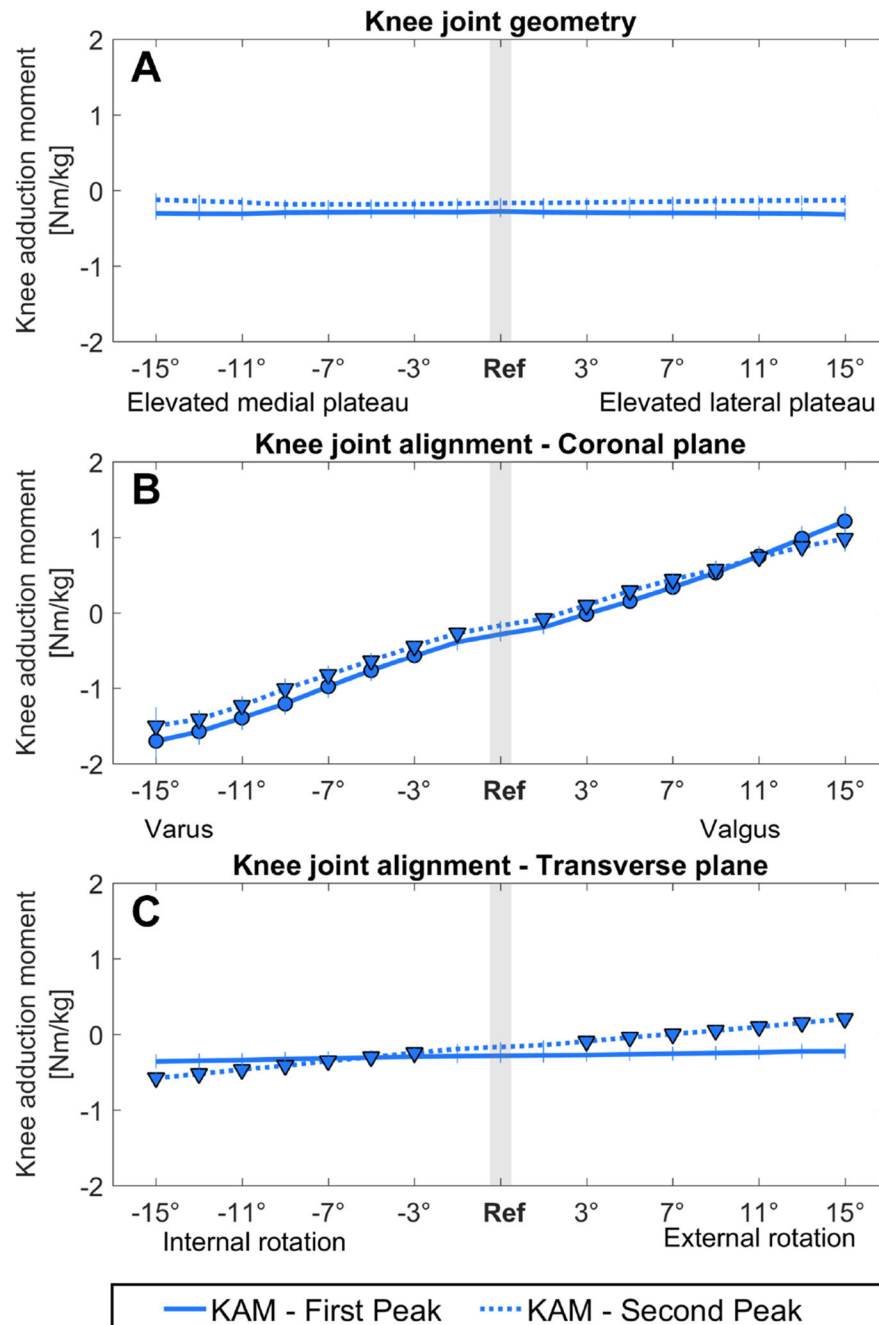 Knee joint geometry
A
Knee adduction moment
[Nm/kg]
2
1
0
-1
-2
-15° -11° -7° -3° Ref 3° 7° 11° 15°
Elevated medial plateau Elevated lateral plateau
Knee joint alignment - Coronal plane
B
Knee adduction moment
[Nm/kg]
2
1
0
-1
-2
-15° -11° -7° -3° Ref 3° 7° 11° 15°
Varus Valgus
Knee joint alignment - Transverse plane
C
Knee adduction moment
[Nm/kg]
2
1
0
-1
-2
-15° -11° -7° -3° Ref 3° 7° 11° 15°
Internal rotation External rotation
KAM - First Peak KAM - Second Peak